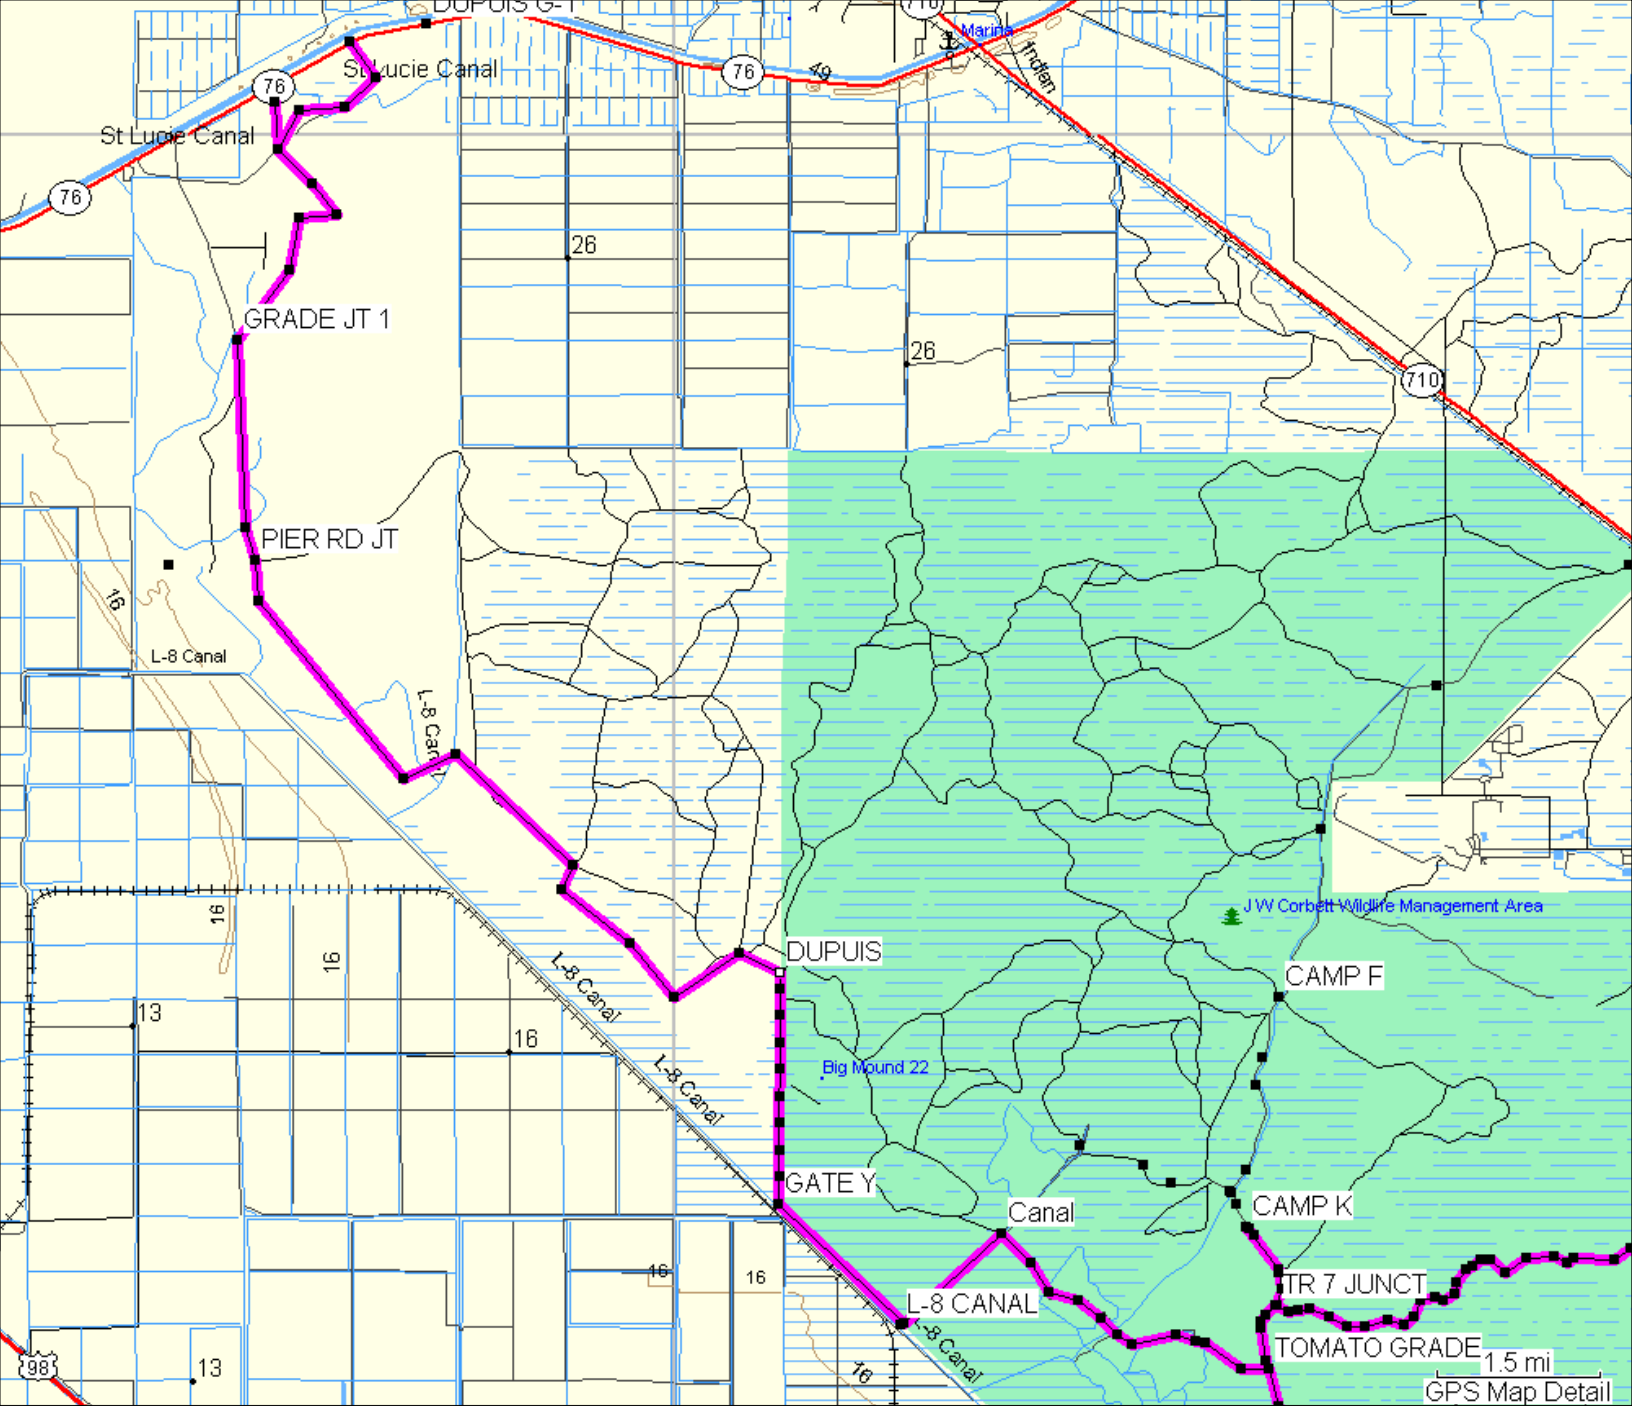 DUPUIS G-1
710
Marina
St Lucie Canal
76
76
49
Indian
St Lucie Canal
76
26
GRADE JT 1
26
710
PIER RD JT
16
L-8 Canal
L-8 Canal
16
16
J W Corbett Wildlife Management Area
DUPUIS
L-8 Canal
CAMP F
13
16
L-8 Canal
Big Mound 22
GATE Y
Canal
CAMP K
16
16
TR 7 JUNCT
L-8 CANAL
L-8 Canal
TOMATO GRADE
98
13
16
1.5 mi
GPS Map Detail